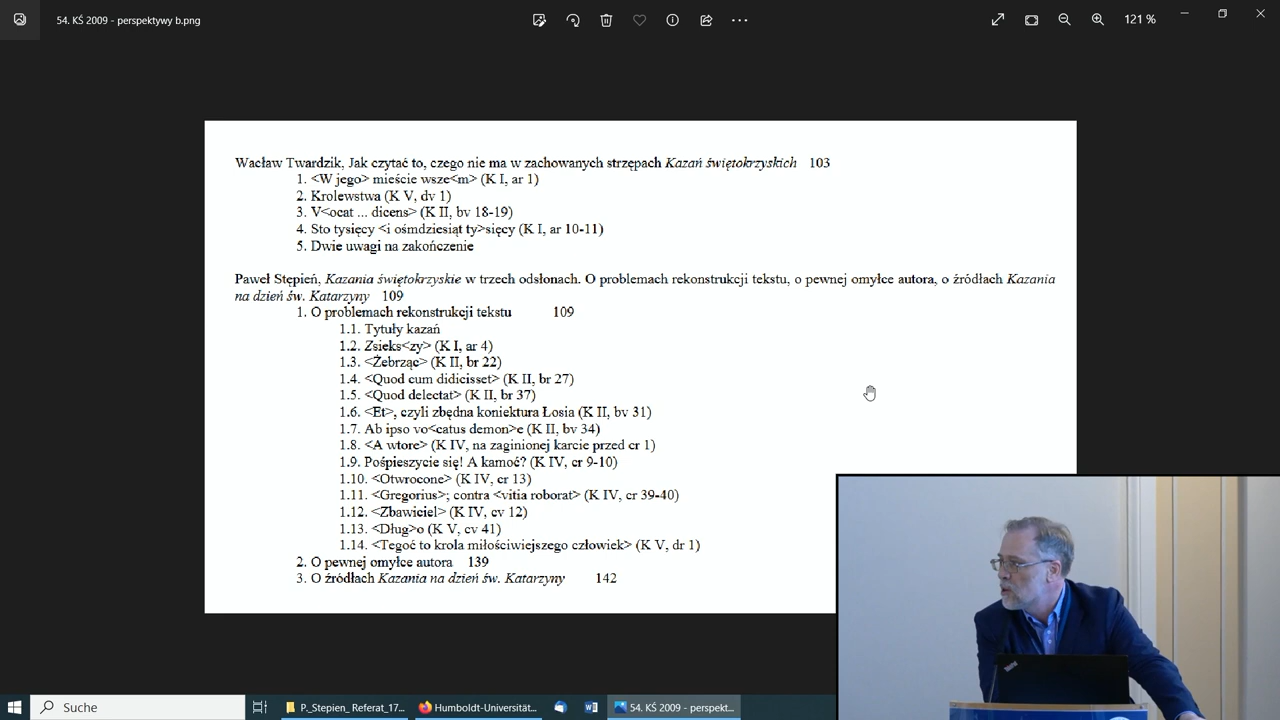 54. KŚ 2009 - perspektywy b.png
121 %
Wacław Twardzik, Jak czytać to, czego nie ma w zachowanych strzępach Kazań świętokrzyskich 103
1. <W jego> mieście wsze<m> (K I, ar 1)
2. Krolewstwa (K V, dv 1)
3. V<ocat ... dicens> (K II, bv 18-19)
4. Sto tysięcy <i ośmdziesiąt ty>sięcy (K I, ar 10-11)
5. Dwie uwagi na zakończenie
Paweł Stępień, Kazania świętokrzyskie w trzech odsłonach. O problemach rekonstrukcji tekstu, o pewnej omyłce autora, o źródłach Kazania
na dzień św. Katarzyny 109
1. O problemach rekonstrukcji tekstu 109
1.1. Tytuły kazań
1.2. Zsieks<zy> (K I, ar 4)
1.3. <Żebrząc> (K II, br 22)
1.4. <Quod cum didicisset> (K II, br 27)
1.5. <Quod delectat> (K II, br 37)
1.6. <Et>, czyli zbędna koniektura Łosia (K II, bv 31)
1.7. Ab ipso vo<catus demon>e (K II, bv 34)
1.8. <A wtore> (K IV, na zaginionej karcie przed cr 1)
1.9. Pośpieszycie się! A kamoć? (K IV, cr 9-10)
1.10. <Otwrocone> (K IV, cr 13)
1.11. <Gregorius>; contra <vitia roborat> (K IV, cr 39-40)
1.12. <Zbawiciel> (K IV, cv 12)
1.13. <Dług>o (K V, cv 41)
1.14. <Tegoć to krola miłościwiejszego człowiek> (K V, dr 1)
2. O pewnej omyłce autora 139
3. O źródłach Kazania na dzień św. Katarzyny 142
Suche
P._Stepien_ Referat_17...
Humboldt-Universität...
54. KŚ 2009 - perspekt...